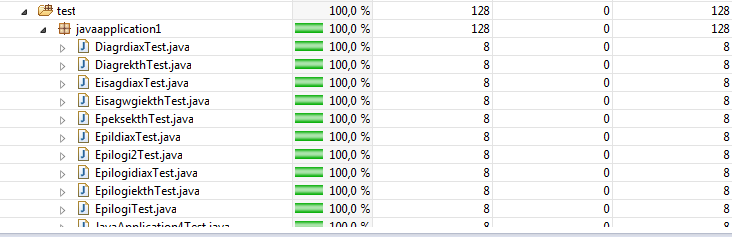 test 100,0 % 128 0 128
javaapplication1 100,0 % 128 0 128
DiagrdiaxTest.java 100,0 % 8 0 8
DiagrekthTest.java 100,0 % 8 0 8
EisagdiaxTest.java 100,0 % 8 0 8
EisagwgiekthTest.java 100,0 % 8 0 8
EpeksekthTest.java 100,0 % 8 0 8
EpildiaxTest.java 100,0 % 8 0 8
Epilogi2Test.java 100,0 % 8 0 8
EpilogidiaxTest.java 100,0 % 8 0 8
EpilogiekthTest.java 100,0 % 8 0 8
EpilogiTest.java 100,0 % 8 0 8
JavaApplication4Test.java 100,0 % 8 0 8